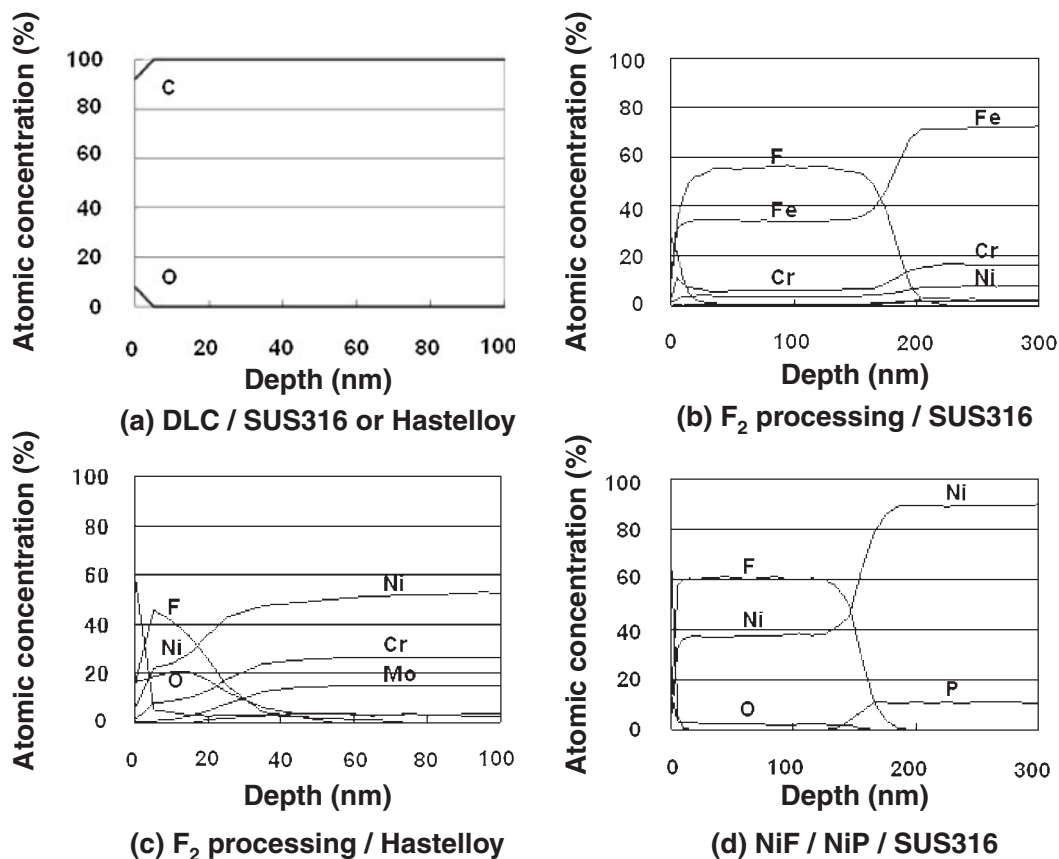 Atomic concentration (%)
100
80
60
40
20
0
C
O
0 20 40 60 80 100
Depth (nm)
(a) DLC / SUS316 or Hastelloy
Atomic concentration (%)
100
80
60
40
20
0
F
Fe
Fe
Cr
Cr
Ni
0 100 200 300
Depth (nm)
(b) F₂ processing / SUS316
Atomic concentration (%)
100
80
60
40
20
0
F
Ni
O
Ni
Cr
Mo
0 20 40 60 80 100
Depth (nm)
(c) F₂ processing / Hastelloy
Atomic concentration (%)
100
80
60
40
20
0
F
Ni
O
Ni
P
0 100 200 300
Depth (nm)
(d) NiF / NiP / SUS316